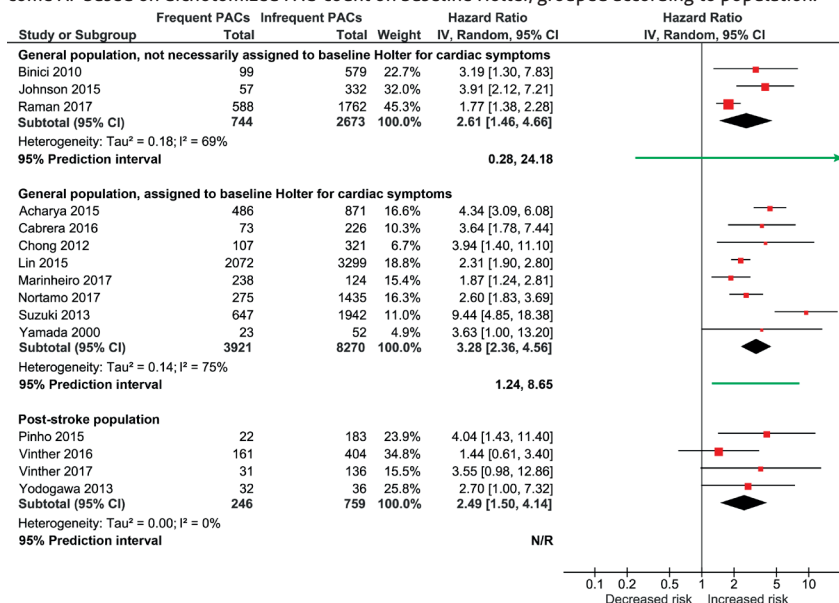 come AF based on dichotomized PAC count on baseline Holter, grouped according to population.
Frequent PACs Infrequent PACs Hazard Ratio Hazard Ratio
Study or Subgroup Total Total Weight IV, Random, 95% CI IV, Random, 95% CI
General population, not necessarily assigned to baseline Holter for cardiac symptoms
Binici 2010 99 579 22.7% 3.19 [1.30, 7.83]
Johnson 2015 57 332 32.0% 3.91 [2.12, 7.21]
Raman 2017 588 1762 45.3% 1.77 [1.38, 2.28]
Subtotal (95% CI) 744 2673 100.0% 2.61 [1.46, 4.66]
Heterogeneity: Tau² = 0.18; I² = 69%
95% Prediction interval 0.28, 24.18
General population, assigned to baseline Holter for cardiac symptoms
Acharya 2015 486 871 16.6% 4.34 [3.09, 6.08]
Cabrera 2016 73 226 10.3% 3.64 [1.78, 7.44]
Chong 2012 107 321 6.7% 3.94 [1.40, 11.10]
Lin 2015 2072 3299 18.8% 2.31 [1.90, 2.80]
Marinheiro 2017 238 124 15.4% 1.87 [1.24, 2.81]
Nortamo 2017 275 1435 16.3% 2.60 [1.83, 3.69]
Suzuki 2013 647 1942 11.0% 9.44 [4.85, 18.38]
Yamada 2000 23 52 4.9% 3.63 [1.00, 13.20]
Subtotal (95% CI) 3921 8270 100.0% 3.28 [2.36, 4.56]
Heterogeneity: Tau² = 0.14; I² = 75%
95% Prediction interval 1.24, 8.65
Post-stroke population
Pinho 2015 22 183 23.9% 4.04 [1.43, 11.40]
Vinther 2016 161 404 34.8% 1.44 [0.61, 3.40]
Vinther 2017 31 136 15.5% 3.55 [0.98, 12.86]
Yodogawa 2013 32 36 25.8% 2.70 [1.00, 7.32]
Subtotal (95% CI) 246 759 100.0% 2.49 [1.50, 4.14]
Heterogeneity: Tau² = 0.00; I² = 0%
95% Prediction interval N/R
0.1 0.2 0.5 1 2 5 10
Decreased risk Increased risk